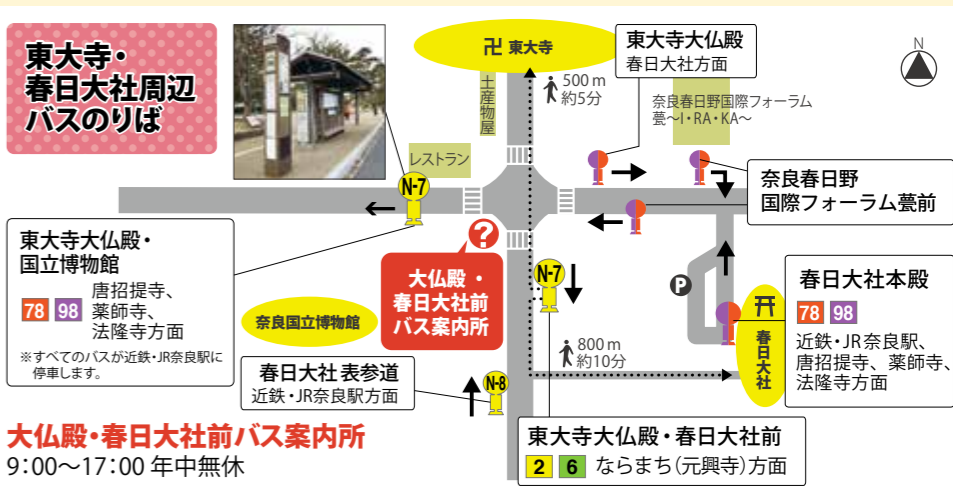 東大寺・
春日大社周辺
バスのりば
卍 東大寺
土産物屋
500m
約5分
東大寺大仏殿
春日大社方面
N
奈良春日野国際フォーラム
甍〜I・RA・KA〜
レストラン
N-7
奈良春日野
国際フォーラム甍前
東大寺大仏殿・
国立博物館
78 98 唐招提寺、
薬師寺、
法隆寺方面
※すべてのバスが近鉄・JR奈良駅に
停車します。
?
大仏殿・
春日大社前
バス案内所
N-7
P
奈良国立博物館
春日大社本殿
78 98
近鉄・JR奈良駅、
唐招提寺、薬師寺、
法隆寺方面
春日大社
800m
約10分
春日大社 表参道
近鉄・JR奈良駅方面
N-8
大仏殿・春日大社前バス案内所
9:00〜17:00 年中無休
東大寺大仏殿・春日大社前
2 6 ならまち(元興寺)方面